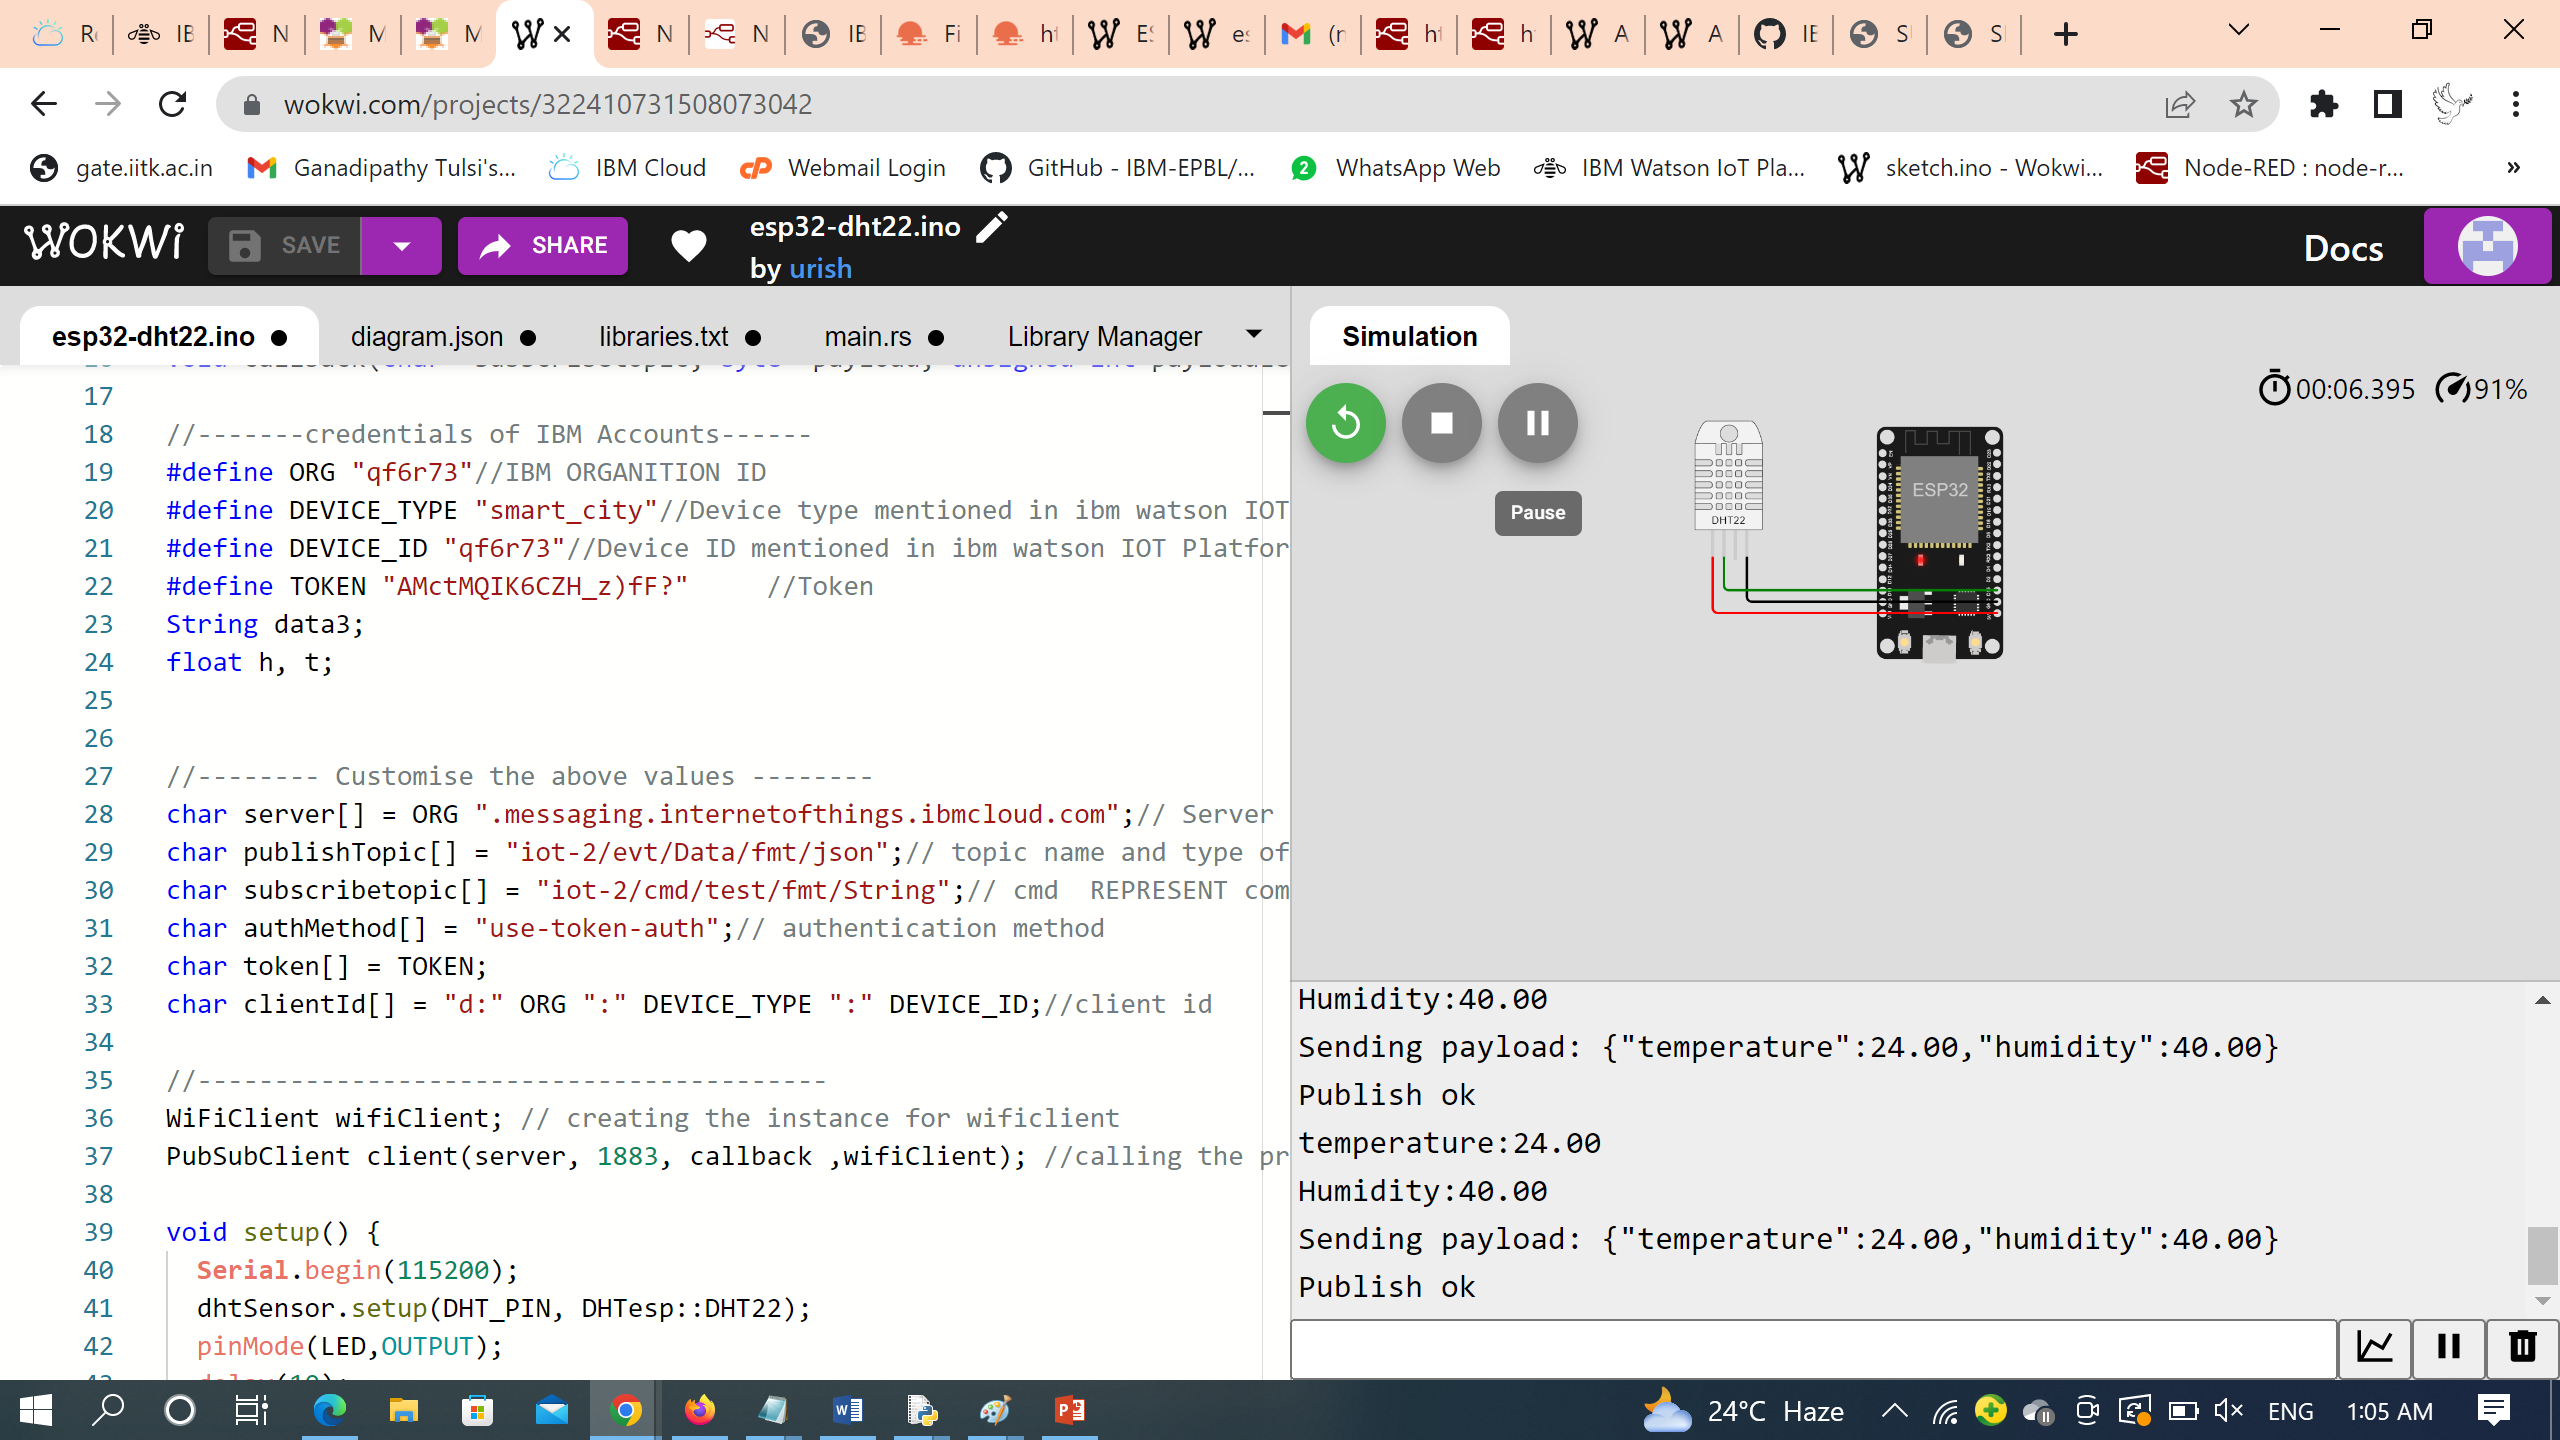 Re
IB
N
M
M
N
N
IB
Fi
ht
ES
es
(n
ht
h
A
A
IE
S
S
wokwi.com/projects/322410731508073042
gate.iitk.ac.in
Ganadipathy Tulsi's...
IBM Cloud
Webmail Login
GitHub - IBM-EPBL/...
2
WhatsApp Web
IBM Watson IoT Pla...
sketch.ino - Wokwi...
Node-RED : node-r...
»
WOKWi
SAVE
SHARE
esp32-dht22.ino
by urish
Docs
esp32-dht22.ino ●
diagram.json ●
libraries.txt ●
main.rs ●
Library Manager
17
18 //-------credentials of IBM Accounts------
19 #define ORG "qf6r73"//IBM ORGANITION ID
20 #define DEVICE_TYPE "smart_city"//Device type mentioned in ibm watson IOT
21 #define DEVICE_ID "qf6r73"//Device ID mentioned in ibm watson IOT Platfor
22 #define TOKEN "AMctMQIK6CZH_z)fF?"     //Token
23 String data3;
24 float h, t;
25
26
27 //-------- Customise the above values --------
28 char server[] = ORG ".messaging.internetofthings.ibmcloud.com";// Server
29 char publishTopic[] = "iot-2/evt/Data/fmt/json";// topic name and type of
30 char subscribetopic[] = "iot-2/cmd/test/fmt/String";// cmd  REPRESENT com
31 char authMethod[] = "use-token-auth";// authentication method
32 char token[] = TOKEN;
33 char clientId[] = "d:" ORG ":" DEVICE_TYPE ":" DEVICE_ID;//client id
34
35 //-----------------------------------------
36 WiFiClient wifiClient; // creating the instance for wificlient
37 PubSubClient client(server, 1883, callback ,wifiClient); //calling the pr
38
39 void setup() {
40   Serial.begin(115200);
41   dhtSensor.setup(DHT_PIN, DHTesp::DHT22);
42   pinMode(LED,OUTPUT);
Simulation
00:06.395
91%
Pause
DHT22
ESP32
Humidity:40.00
Sending payload: {"temperature":24.00,"humidity":40.00}
Publish ok
temperature:24.00
Humidity:40.00
Sending payload: {"temperature":24.00,"humidity":40.00}
Publish ok
24°C Haze
ENG
1:05 AM